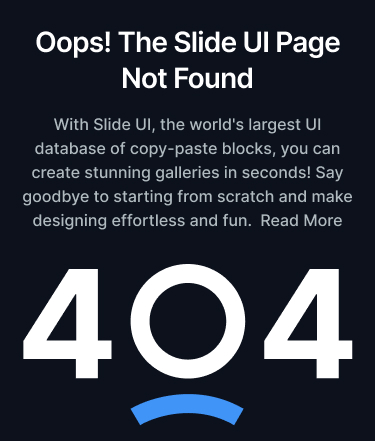 Oops! The Slide UI Page
Not Found
With Slide UI, the world's largest UI
database of copy-paste blocks, you can
create stunning galleries in seconds! Say
goodbye to starting from scratch and make
designing effortless and fun.  Read More
404